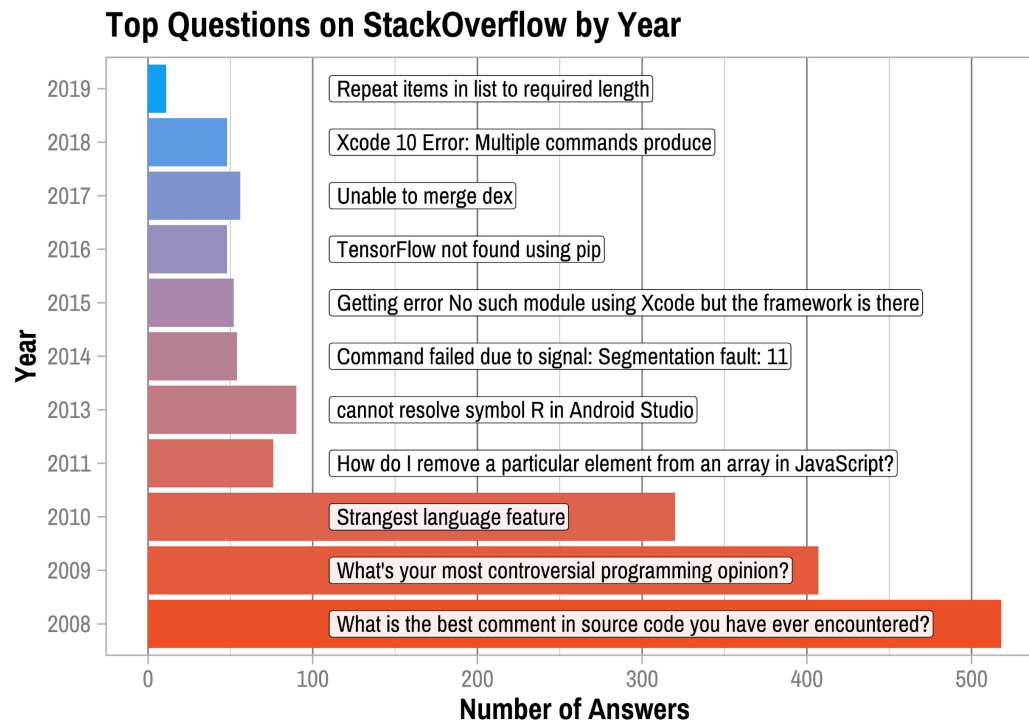 Top Questions on StackOverflow by Year
2019
Repeat items in list to required length
2018
Xcode 10 Error: Multiple commands produce
2017
Unable to merge dex
2016
TensorFlow not found using pip
2015
Getting error No such module using Xcode but the framework is there
2014
Command failed due to signal: Segmentation fault: 11
2013
cannot resolve symbol R in Android Studio
2011
How do I remove a particular element from an array in JavaScript?
2010
Strangest language feature
2009
What's your most controversial programming opinion?
2008
What is the best comment in source code you have ever encountered?
Year
0 100 200 300 400 500
Number of Answers